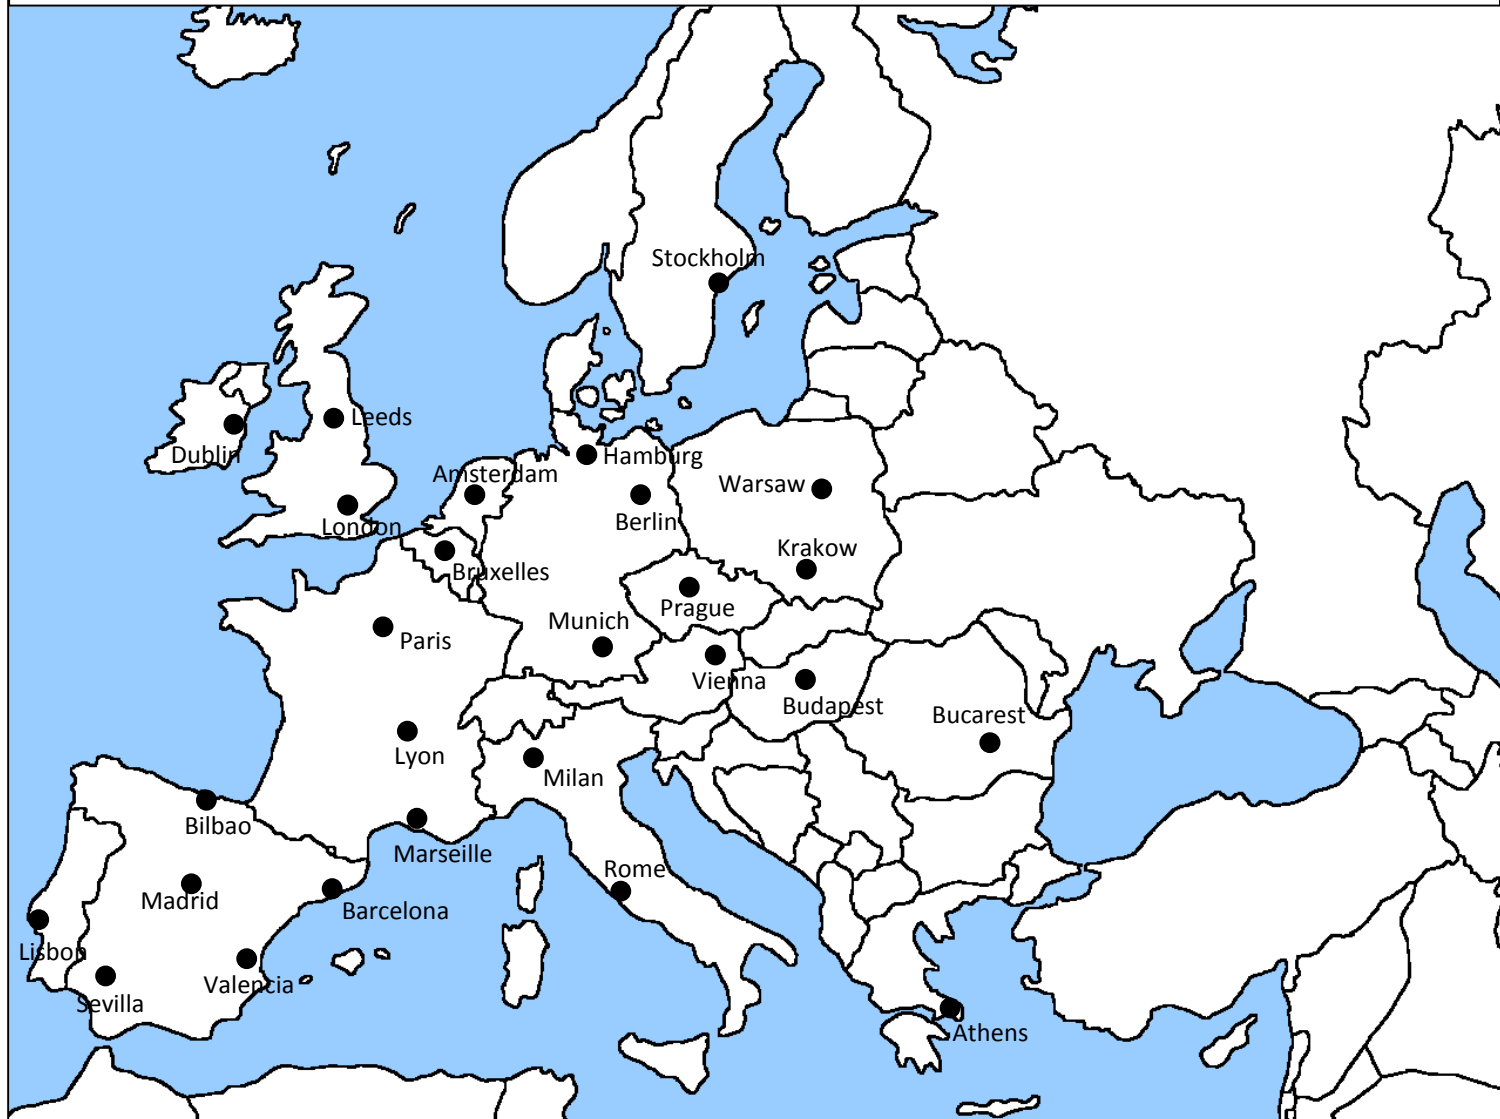 Stockholm
Leeds
Dublin
Hamburg
Amsterdam
Warsaw
London
Berlin
Krakow
Bruxelles
Prague
Munich
Paris
Vienna
Budapest
Bucarest
Lyon
Milan
Bilbao
Marseille
Rome
Madrid
Barcelona
Lisbon
Valencia
Sevilla
Athens